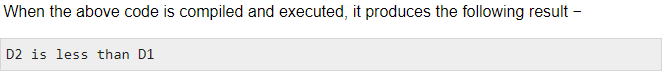 When the above code is compiled and executed, it produces the following result −
D2 is less than D1